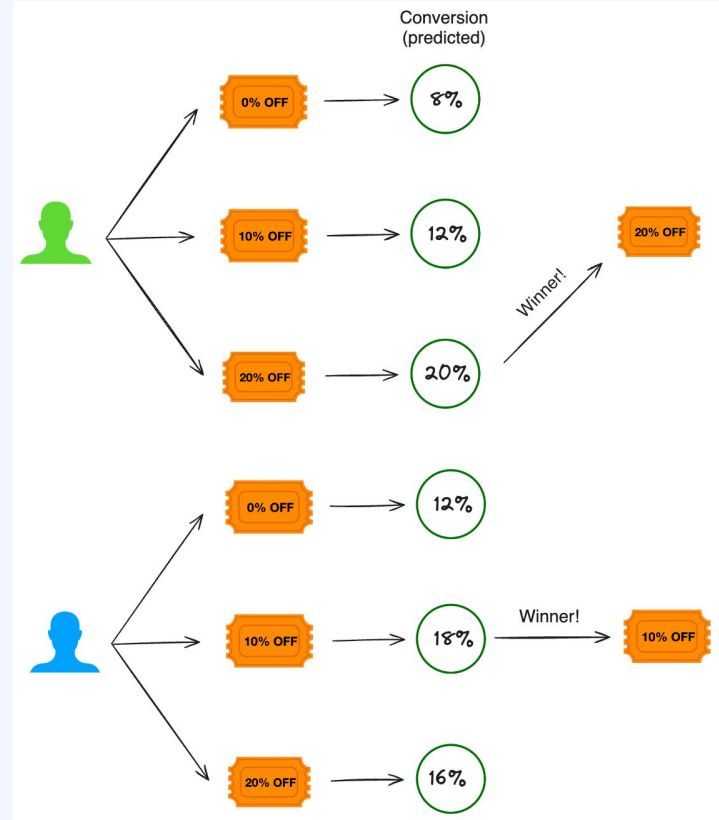 Conversion
(predicted)
0% OFF
8%
10% OFF
12%
20% OFF
20%
Winner!
20% OFF
0% OFF
12%
10% OFF
18%
Winner!
10% OFF
20% OFF
16%